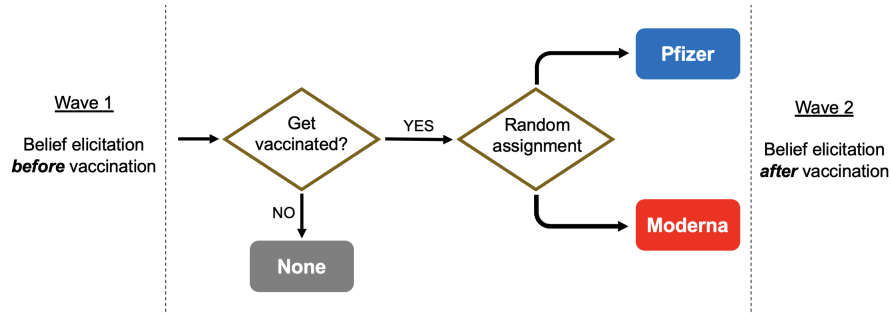 Wave 1
Belief elicitation
before vaccination
Get
vaccinated?
YES
NO
None
Random
assignment
Pfizer
Moderna
Wave 2
Belief elicitation
after vaccination